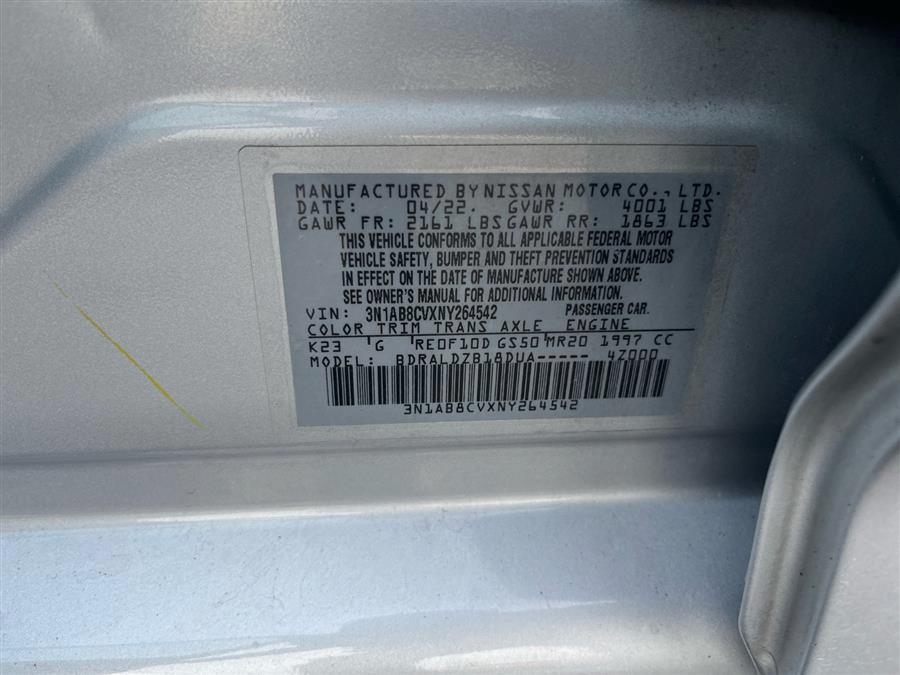 MANUFACTURED BY NISSAN MOTOR CO., LTD.
DATE: 04/22. GVWR: 4001 LBS
GAWR FR: 2161 LBS GAWR RR: 1863 LBS
THIS VEHICLE CONFORMS TO ALL APPLICABLE FEDERAL MOTOR
VEHICLE SAFETY, BUMPER AND THEFT PREVENTION STANDARDS
IN EFFECT ON THE DATE OF MANUFACTURE SHOWN ABOVE.
SEE OWNER'S MANUAL FOR ADDITIONAL INFORMATION.
VIN: 3N1AB8CVXNY264542 PASSENGER CAR.
COLOR TRIM TRANS AXLE ENGINE
K23 G RE0F10D GS50 MR20 1997 CC
MODEL: BDRALDZB18DUA----- 4Z000
3N1AB8CVXNY264542